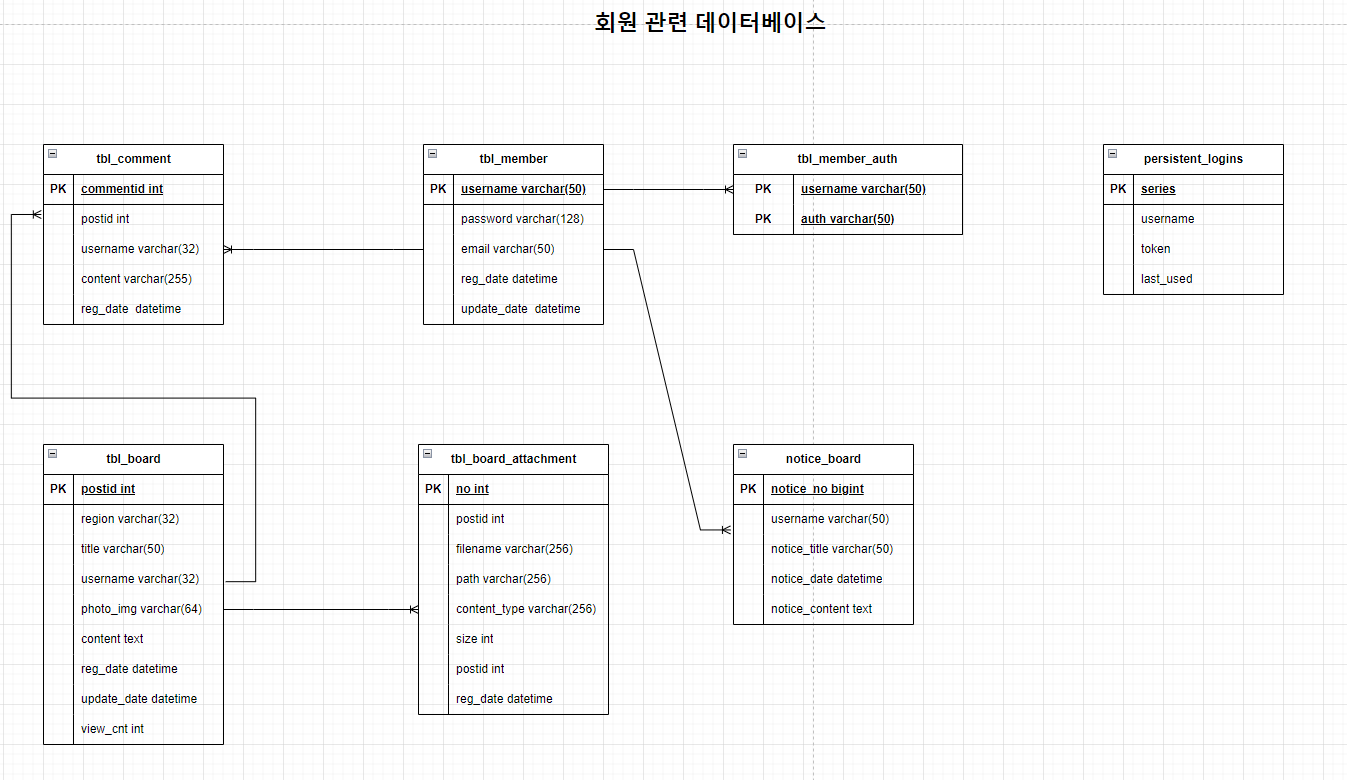 회원 관련 데이터베이스
tbl_comment
PK commentid int
postid int
username varchar(32)
content varchar(255)
reg_date datetime
tbl_member
PK username varchar(50)
password varchar(128)
email varchar(50)
reg_date datetime
update_date datetime
tbl_member_auth
PK username varchar(50)
PK auth varchar(50)
persistent_logins
PK series
username
token
last_used
tbl_board
PK postid int
region varchar(32)
title varchar(50)
username varchar(32)
photo_img varchar(64)
content text
reg_date datetime
update_date datetime
view_cnt int
tbl_board_attachment
PK no int
postid int
filename varchar(256)
path varchar(256)
content_type varchar(256)
size int
postid int
reg_date datetime
notice_board
PK notice_no bigint
username varchar(50)
notice_title varchar(50)
notice_date datetime
notice_content text